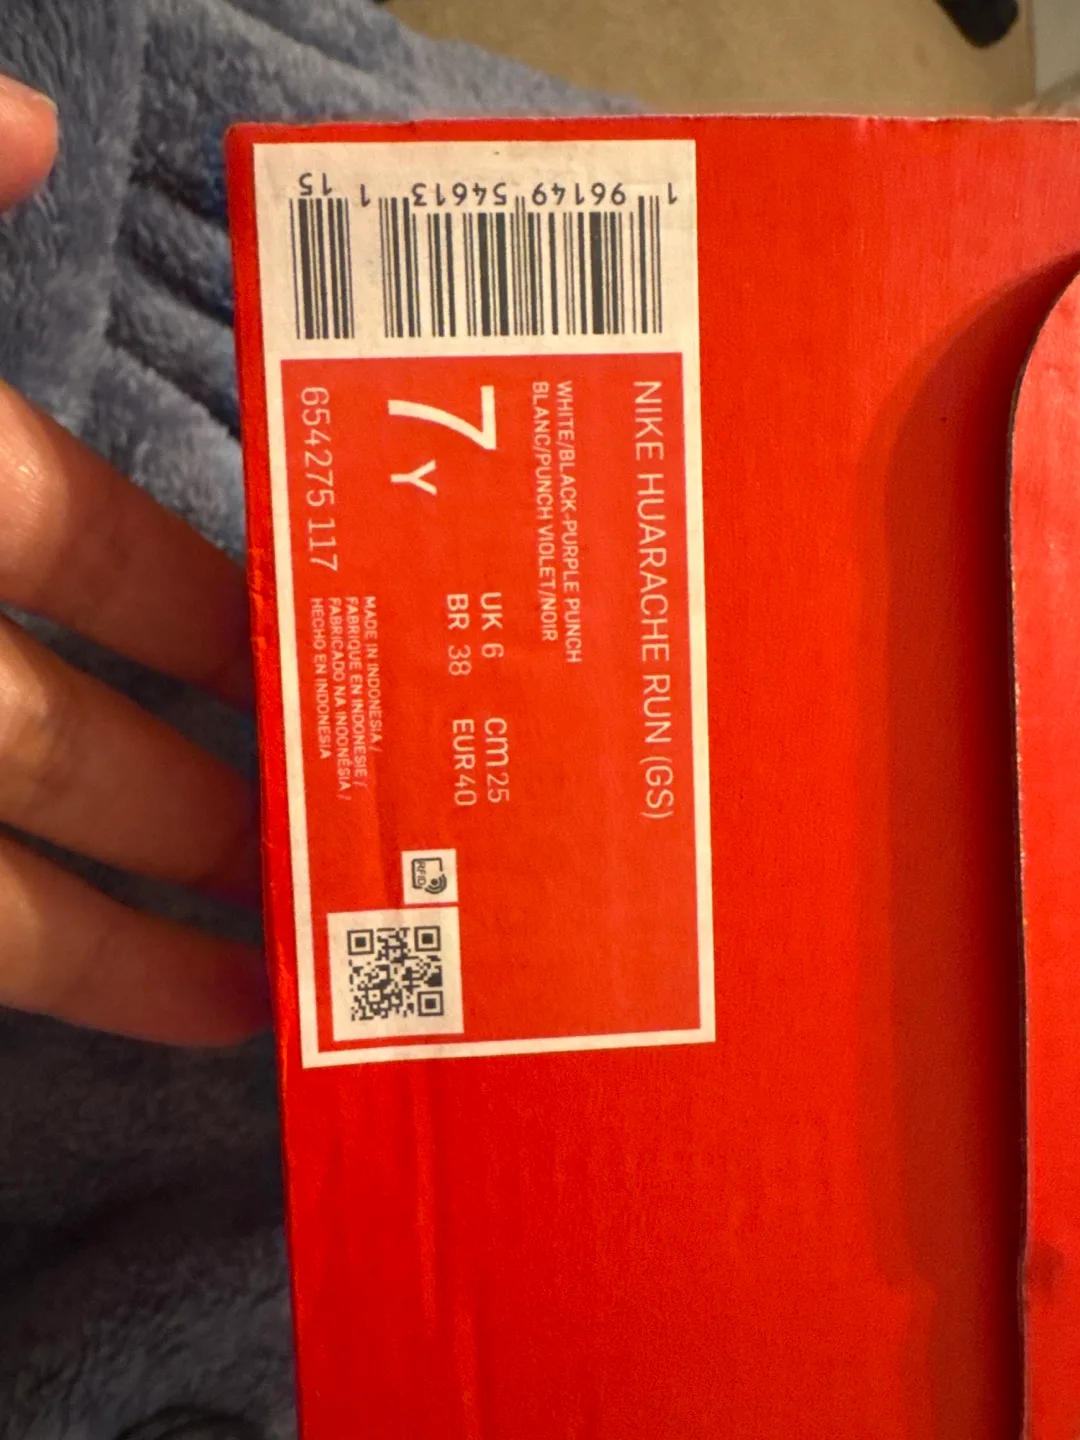 NIKE HUARACHE RUN (GS)
WHITE/BLACK-PURPLE PUNCH
BLANC/PUNCH VIOLET/NOIR
7 Y
UK 6 cm 25
BR 38 EUR 40
654275 117
MADE IN INDONESIA /
FABRIQUE EN INDONESIE /
FABRICADO NA INDONÉSIA /
HECHO EN INDONESIA
RFID
1 96149 54613 1 15